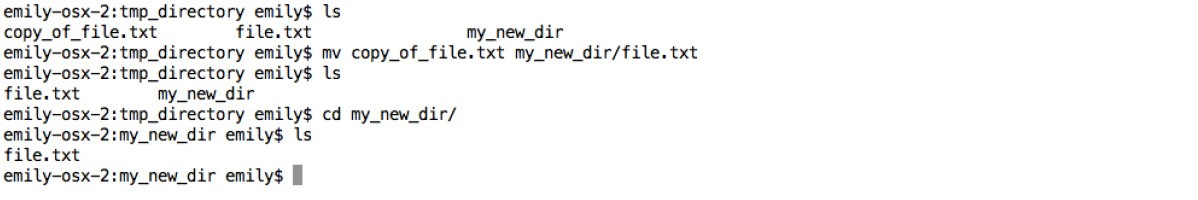 emily-osx-2:tmp_directory emily$ ls
copy_of_file.txt        file.txt                my_new_dir
emily-osx-2:tmp_directory emily$ mv copy_of_file.txt my_new_dir/file.txt
emily-osx-2:tmp_directory emily$ ls
file.txt        my_new_dir
emily-osx-2:tmp_directory emily$ cd my_new_dir/
emily-osx-2:my_new_dir emily$ ls
file.txt
emily-osx-2:my_new_dir emily$